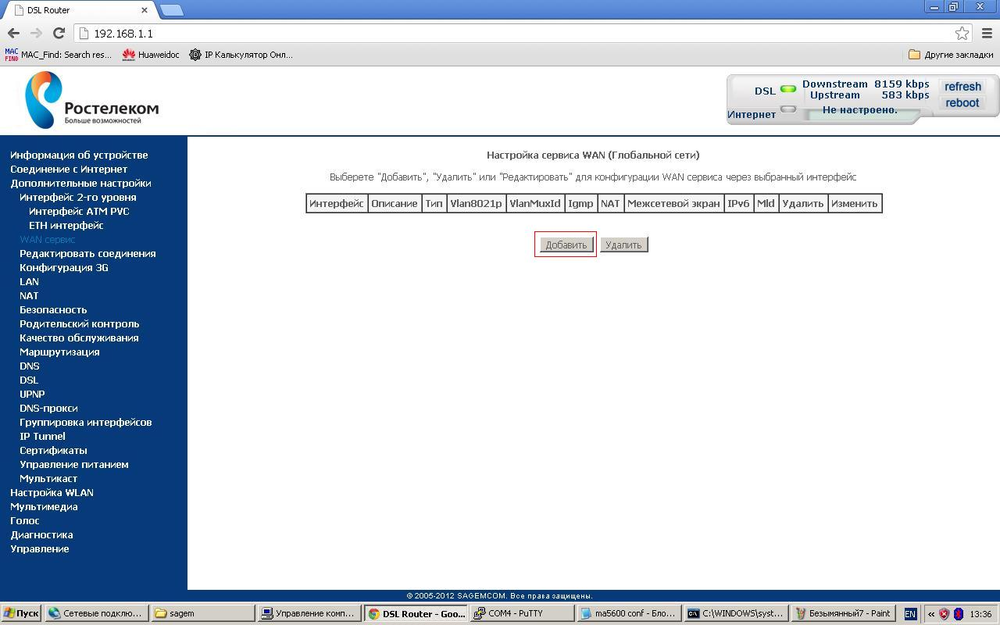 DSL Router
192.168.1.1
MAC FIND MAC_Find: Search res... Huaweidoc IP Калькулятор Онл... Другие закладки
Ростелеком
Больше возможностей
DSL Downstream 8159 kbps refresh
Upstream 583 kbps reboot
Интернет Не настроено.
Информация об устройстве
Соединение с Интернет
Дополнительные настройки
Интерфейс 2-го уровня
Интерфейс ATM PVC
ETH интерфейс
WAN сервис
Редактировать соединения
Конфигурация 3G
LAN
NAT
Безопасность
Родительский контроль
Качество обслуживания
Маршрутизация
DNS
DSL
UPNP
DNS-прокси
Группировка интерфейсов
IP Tunnel
Сертификаты
Управление питанием
Мультикаст
Настройка WLAN
Мультимедиа
Голос
Диагностика
Управление
Настройка сервиса WAN (Глобальной сети)
Выберете "Добавить", "Удалить" или "Редактировать" для конфигурации WAN сервиса через выбранный интерфейс
Интерфейс Описание Тип Vlan8021p VlanMuxId Igmp NAT Межсетевой экран IPv6 Mld Удалить Изменить
Добавить Удалить
© 2005-2012 SAGEMCOM. Все права защищены.
Пуск Сетевые подклю... sagem Управление комп... DSL Router - Goo... COM4 - PuTTY ma5600 conf - Бло... C:\WINDOWS\syst... Безымянный7 - Paint EN « 13:36